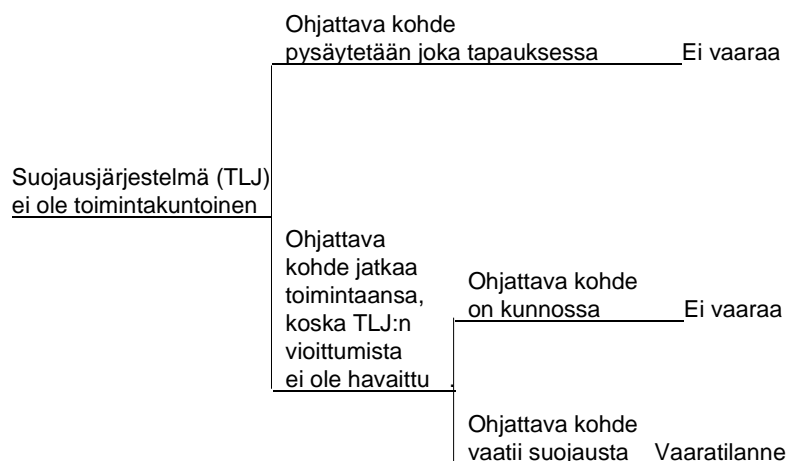 Ohjattava kohde
pysäytetään joka tapauksessa
Ei vaaraa
Suojausjärjestelmä (TLJ)
ei ole toimintakuntoinen
Ohjattava
kohde jatkaa
toimintaansa,
koska TLJ:n
vioittumista
ei ole havaittu .
Ohjattava kohde
on kunnossa
Ei vaaraa
Ohjattava kohde
vaatii suojausta
Vaaratilanne